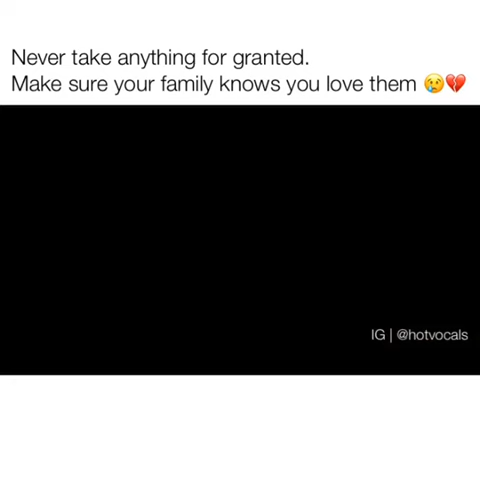 Never take anything for granted.
Make sure your family knows you love them 😢💔
IG | @hotvocals